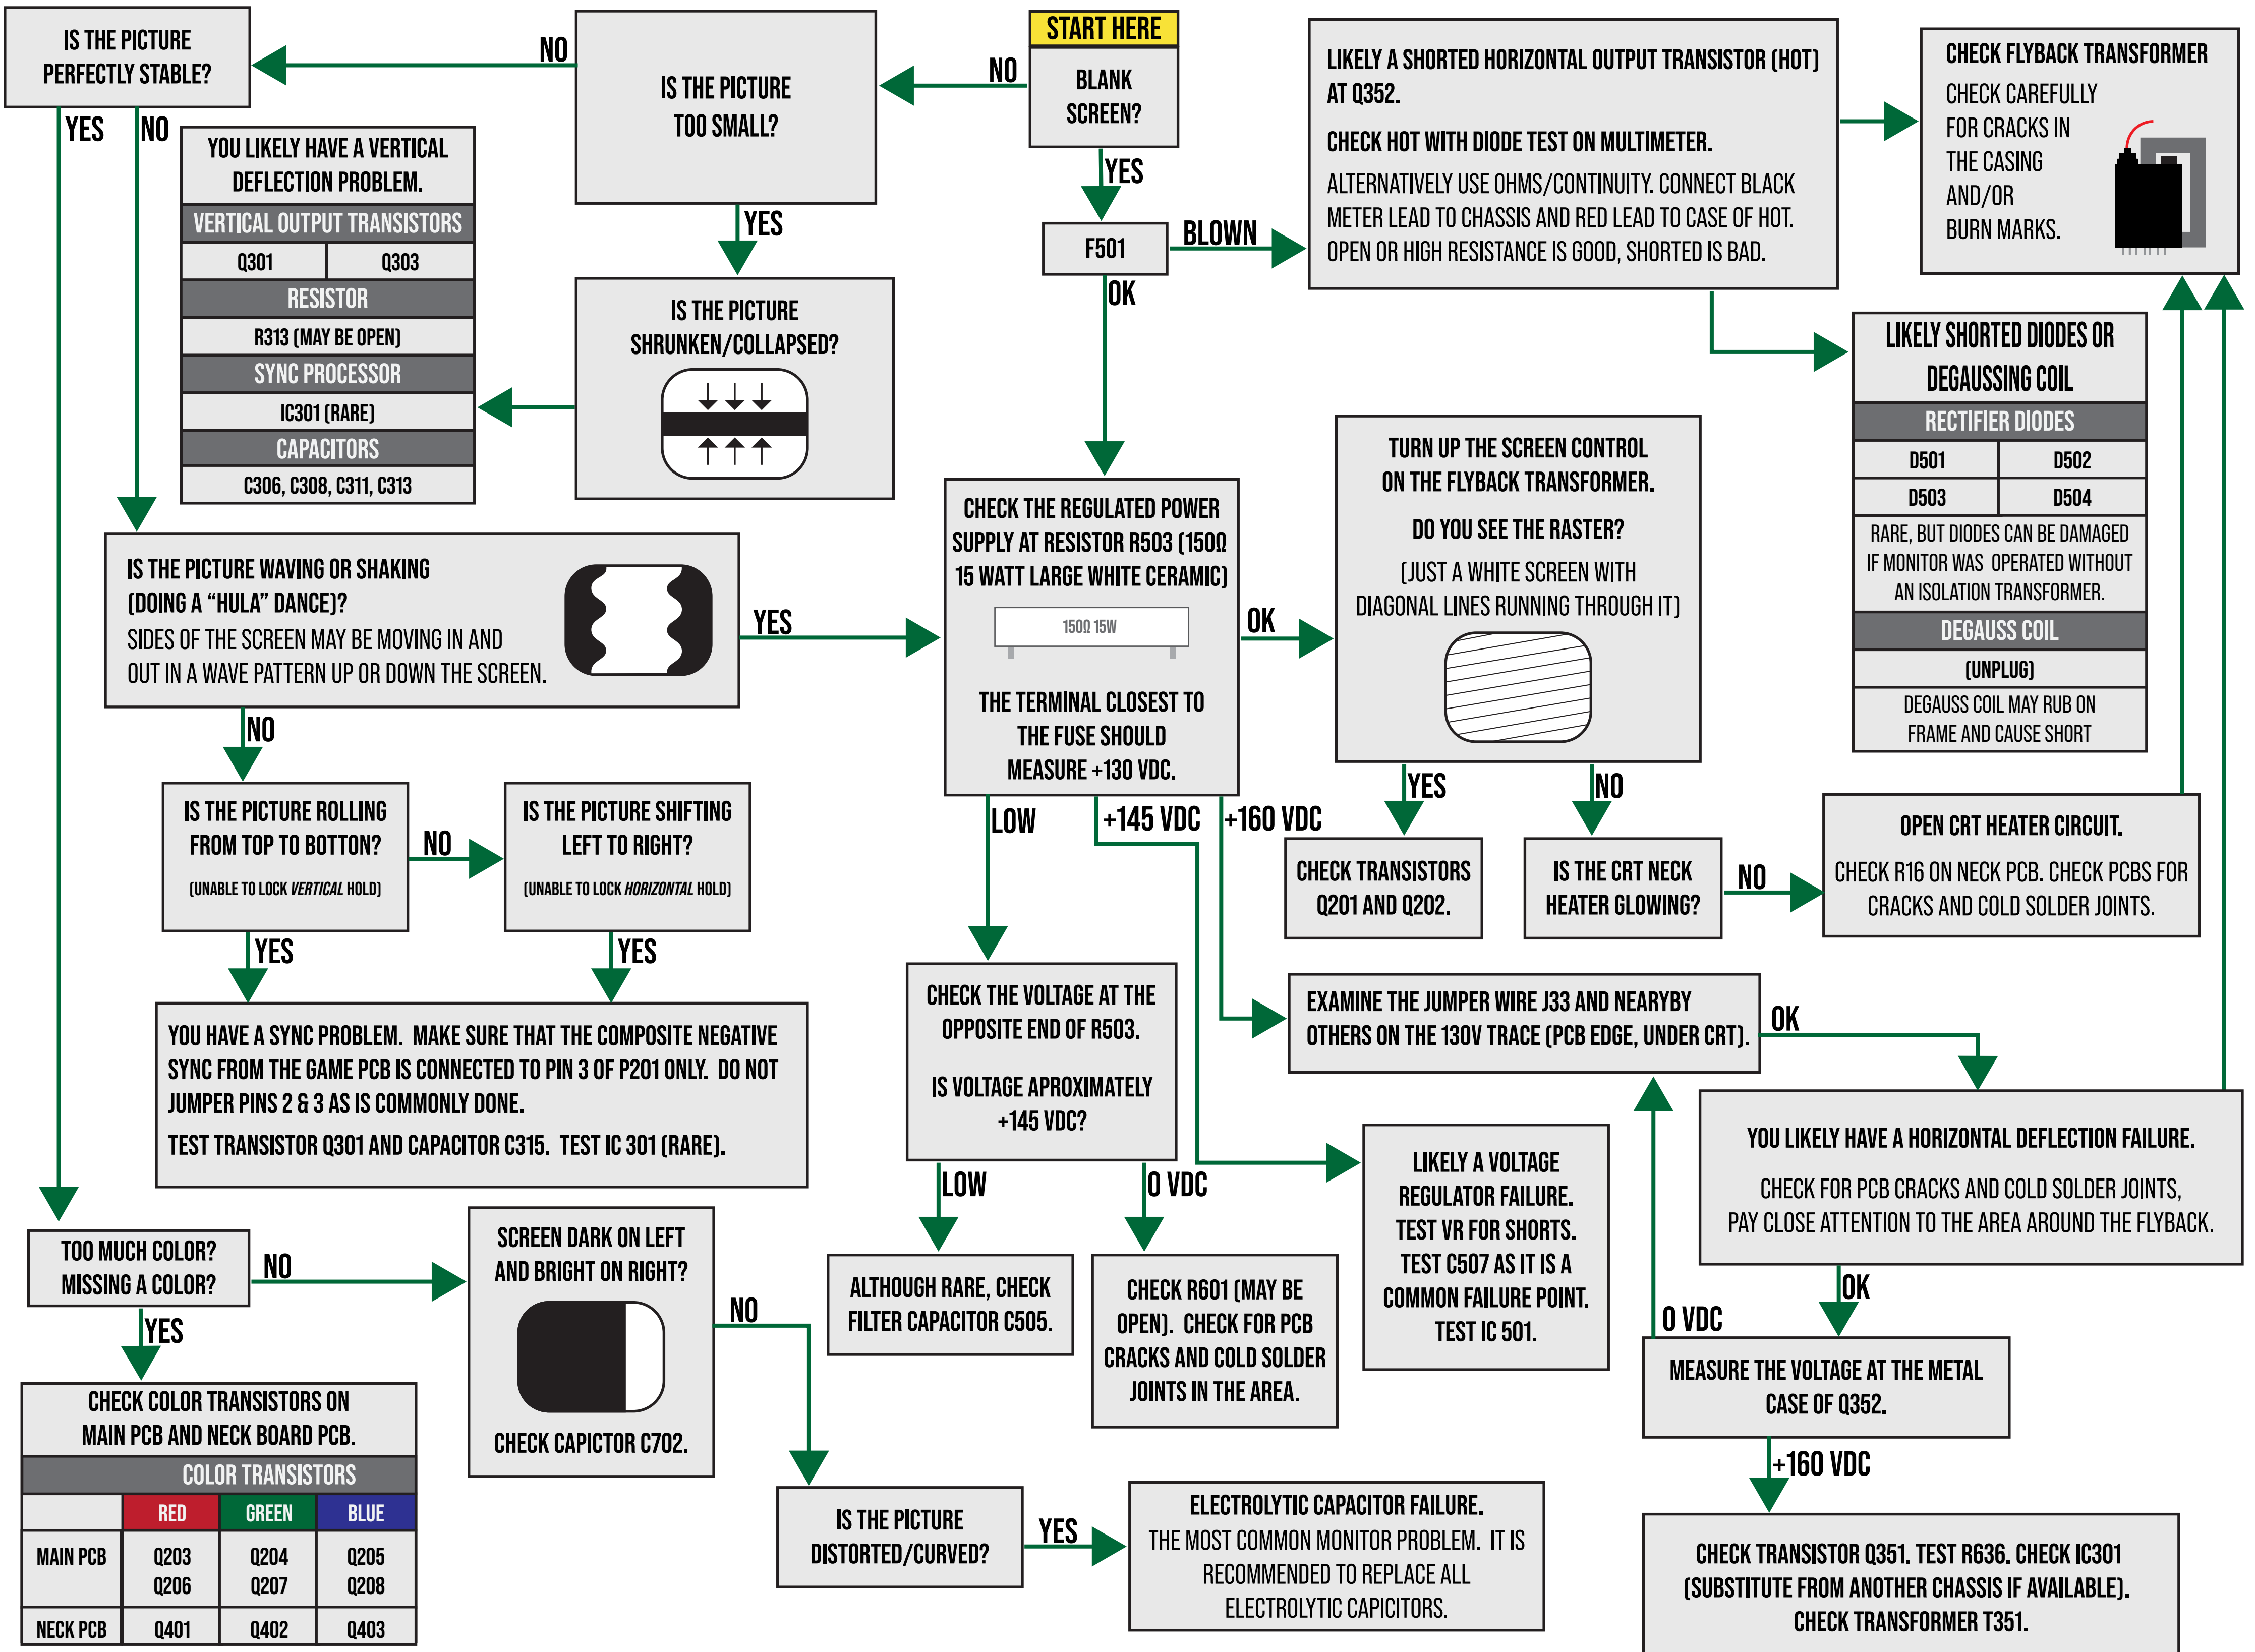 START HERE
BLANK
SCREEN?
NO
YES
IS THE PICTURE
TOO SMALL?
NO
YES
IS THE PICTURE
PERFECTLY STABLE?
YES
NO
YOU LIKELY HAVE A VERTICAL
DEFLECTION PROBLEM.
VERTICAL OUTPUT TRANSISTORS
Q301 Q303
RESISTOR
R313 (MAY BE OPEN)
SYNC PROCESSOR
IC301 (RARE)
CAPACITORS
C306, C308, C311, C313
IS THE PICTURE
SHRUNKEN/COLLAPSED?
F501
BLOWN
OK
LIKELY A SHORTED HORIZONTAL OUTPUT TRANSISTOR (HOT)
AT Q352.
CHECK HOT WITH DIODE TEST ON MULTIMETER.
ALTERNATIVELY USE OHMS/CONTINUITY. CONNECT BLACK
METER LEAD TO CHASSIS AND RED LEAD TO CASE OF HOT.
OPEN OR HIGH RESISTANCE IS GOOD, SHORTED IS BAD.
CHECK FLYBACK TRANSFORMER
CHECK CAREFULLY
FOR CRACKS IN
THE CASING
AND/OR
BURN MARKS.
LIKELY SHORTED DIODES OR
DEGAUSSING COIL
RECTIFIER DIODES
D501 D502
D503 D504
RARE, BUT DIODES CAN BE DAMAGED
IF MONITOR WAS OPERATED WITHOUT
AN ISOLATION TRANSFORMER.
DEGAUSS COIL
(UNPLUG)
DEGAUSS COIL MAY RUB ON
FRAME AND CAUSE SHORT
IS THE PICTURE WAVING OR SHAKING
(DOING A “HULA” DANCE)?
SIDES OF THE SCREEN MAY BE MOVING IN AND
OUT IN A WAVE PATTERN UP OR DOWN THE SCREEN.
YES
NO
CHECK THE REGULATED POWER
SUPPLY AT RESISTOR R503 (150Ω
15 WATT LARGE WHITE CERAMIC)
150Ω 15W
THE TERMINAL CLOSEST TO
THE FUSE SHOULD
MEASURE +130 VDC.
OK
LOW
+145 VDC
+160 VDC
TURN UP THE SCREEN CONTROL
ON THE FLYBACK TRANSFORMER.
DO YOU SEE THE RASTER?
(JUST A WHITE SCREEN WITH
DIAGONAL LINES RUNNING THROUGH IT)
YES
NO
CHECK TRANSISTORS
Q201 AND Q202.
IS THE CRT NECK
HEATER GLOWING?
NO
OPEN CRT HEATER CIRCUIT.
CHECK R16 ON NECK PCB. CHECK PCBS FOR
CRACKS AND COLD SOLDER JOINTS.
IS THE PICTURE ROLLING
FROM TOP TO BOTTON?
(UNABLE TO LOCK VERTICAL HOLD)
NO
YES
IS THE PICTURE SHIFTING
LEFT TO RIGHT?
(UNABLE TO LOCK HORIZONTAL HOLD)
YES
YOU HAVE A SYNC PROBLEM. MAKE SURE THAT THE COMPOSITE NEGATIVE
SYNC FROM THE GAME PCB IS CONNECTED TO PIN 3 OF P201 ONLY. DO NOT
JUMPER PINS 2 & 3 AS IS COMMONLY DONE.
TEST TRANSISTOR Q301 AND CAPACITOR C315. TEST IC 301 (RARE).
CHECK THE VOLTAGE AT THE
OPPOSITE END OF R503.
IS VOLTAGE APROXIMATELY
+145 VDC?
LOW
0 VDC
ALTHOUGH RARE, CHECK
FILTER CAPACITOR C505.
CHECK R601 (MAY BE
OPEN). CHECK FOR PCB
CRACKS AND COLD SOLDER
JOINTS IN THE AREA.
LIKELY A VOLTAGE
REGULATOR FAILURE.
TEST VR FOR SHORTS.
TEST C507 AS IT IS A
COMMON FAILURE POINT.
TEST IC 501.
EXAMINE THE JUMPER WIRE J33 AND NEARYBY
OTHERS ON THE 130V TRACE (PCB EDGE, UNDER CRT).
OK
YOU LIKELY HAVE A HORIZONTAL DEFLECTION FAILURE.
CHECK FOR PCB CRACKS AND COLD SOLDER JOINTS,
PAY CLOSE ATTENTION TO THE AREA AROUND THE FLYBACK.
OK
0 VDC
MEASURE THE VOLTAGE AT THE METAL
CASE OF Q352.
+160 VDC
CHECK TRANSISTOR Q351. TEST R636. CHECK IC301
(SUBSTITUTE FROM ANOTHER CHASSIS IF AVAILABLE).
CHECK TRANSFORMER T351.
TOO MUCH COLOR?
MISSING A COLOR?
NO
YES
CHECK COLOR TRANSISTORS ON
MAIN PCB AND NECK BOARD PCB.
COLOR TRANSISTORS
RED GREEN BLUE
MAIN PCB Q203 Q204 Q205
Q206 Q207 Q208
NECK PCB Q401 Q402 Q403
SCREEN DARK ON LEFT
AND BRIGHT ON RIGHT?
CHECK CAPICTOR C702.
NO
IS THE PICTURE
DISTORTED/CURVED?
YES
ELECTROLYTIC CAPACITOR FAILURE.
THE MOST COMMON MONITOR PROBLEM. IT IS
RECOMMENDED TO REPLACE ALL
ELECTROLYTIC CAPICITORS.